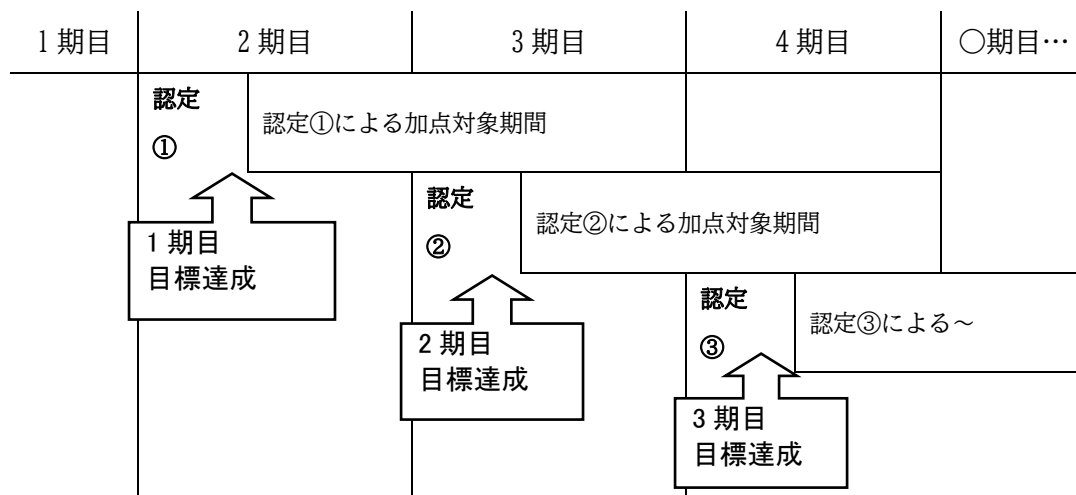 1期目 2期目 3期目 4期目 ○期目…
認定
①
認定①による加点対象期間
1期目
目標達成
認定
②
認定②による加点対象期間
2期目
目標達成
認定
③
認定③による～
3期目
目標達成